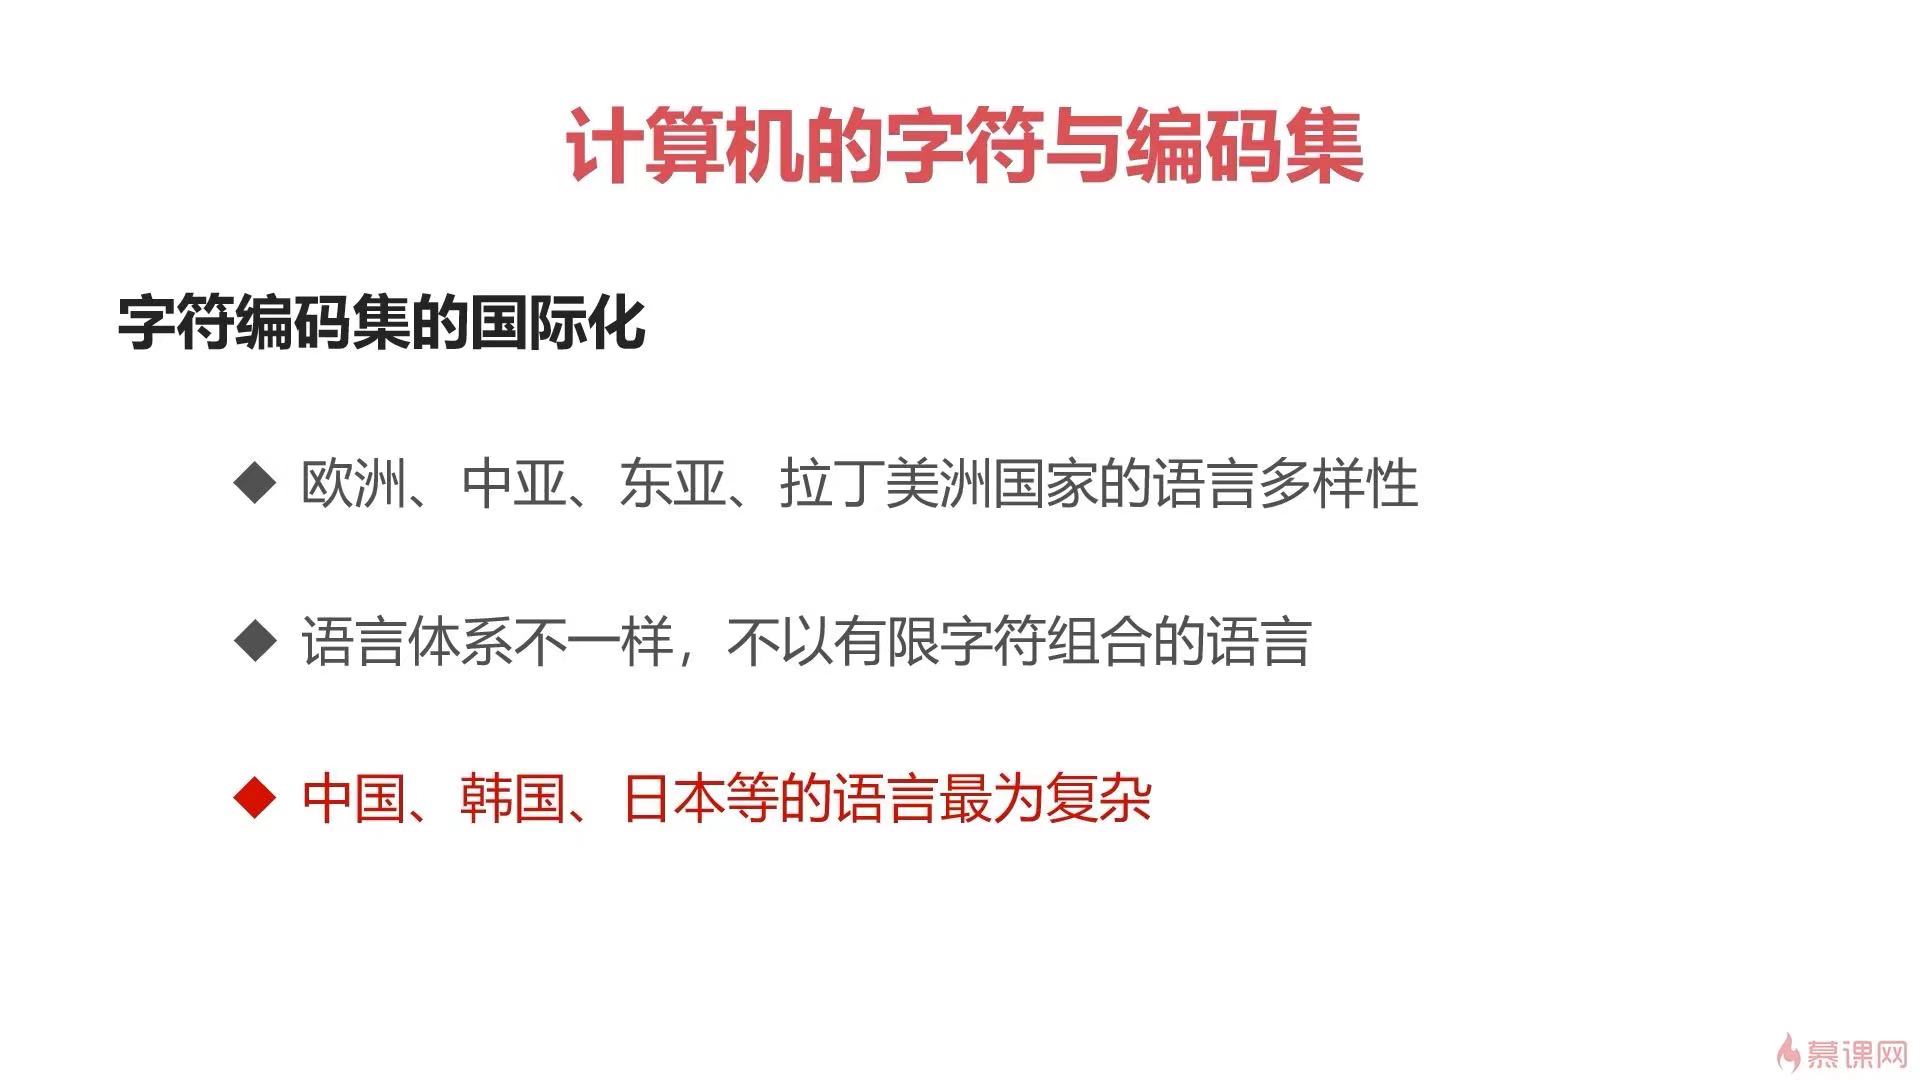 计算机的字符与编码集
字符编码集的国际化
◆ 欧洲、中亚、东亚、拉丁美洲国家的语言多样性
◆ 语言体系不一样，不以有限字符组合的语言
◆ 中国、韩国、日本等的语言最为复杂
慕课网